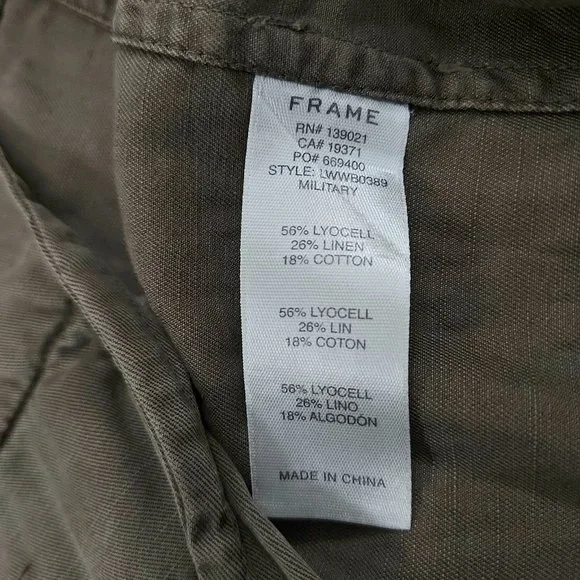 FRAME
RN# 139021
CA# 19371
PO# 669400
STYLE: LWWB0389
MILITARY
56% LYOCELL
26% LINEN
18% COTTON
56% LYOCELL
26% LIN
18% COTON
56% LYOCELL
26% LINO
18% ALGODÓN
MADE IN CHINA